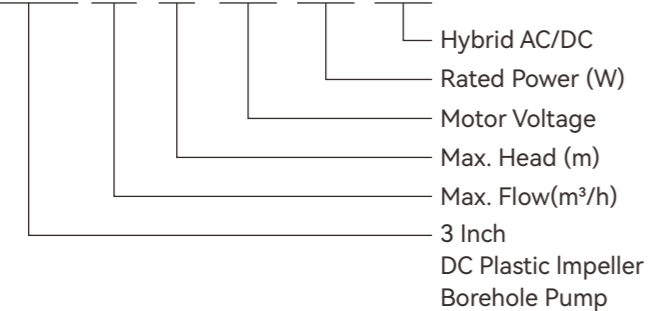 Hybrid AC/DC
Rated Power (W)
Motor Voltage
Max. Head (m)
Max. Flow(m³/h)
3 Inch
DC Plastic Impeller
Borehole Pump